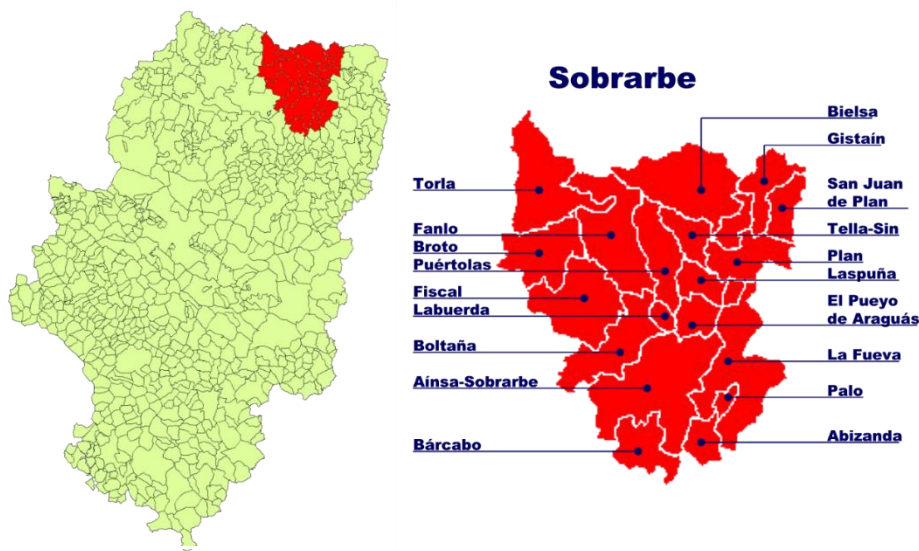 Sobrarbe
Torla
Fanlo
Broto
Puértolas
Fiscal
Labuerda
Boltaña
Aínsa-Sobrarbe
Bárcabo
Bielsa
Gistaín
San Juan
de Plan
Tella-Sin
Plan
Laspuña
El Pueyo
de Araguás
La Fueva
Palo
Abizanda